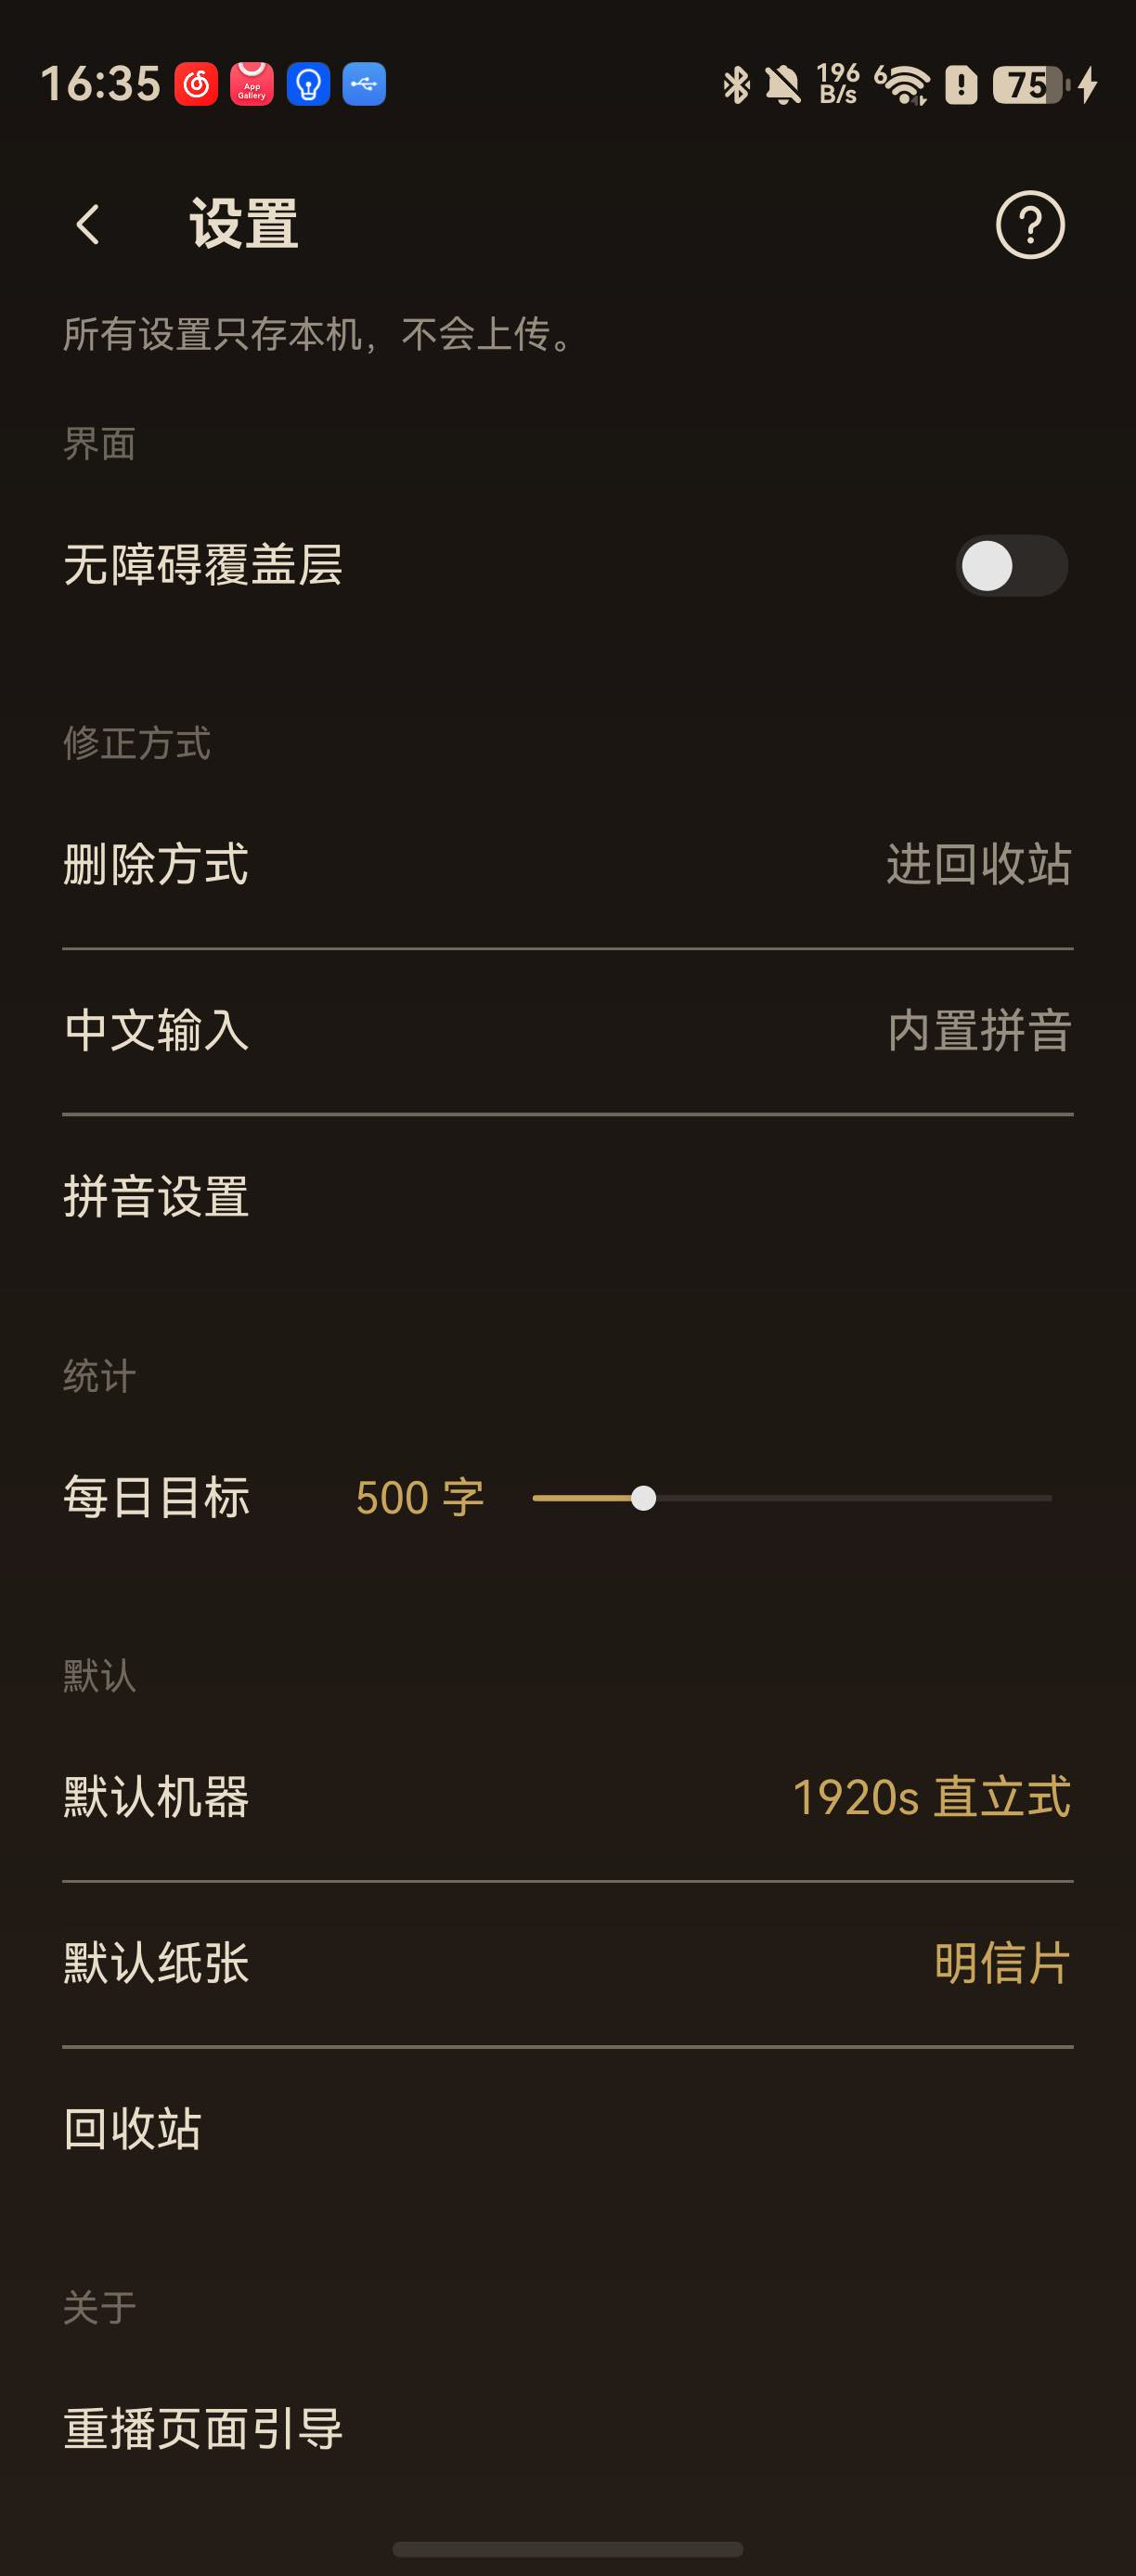 16:35
App Gallery
196 B/s
6
75
设置
所有设置只存本机，不会上传。
界面
无障碍覆盖层
修正方式
删除方式 进回收站
中文输入 内置拼音
拼音设置
统计
每日目标 500 字
默认
默认机器 1920s 直立式
默认纸张 明信片
回收站
关于
重播页面引导